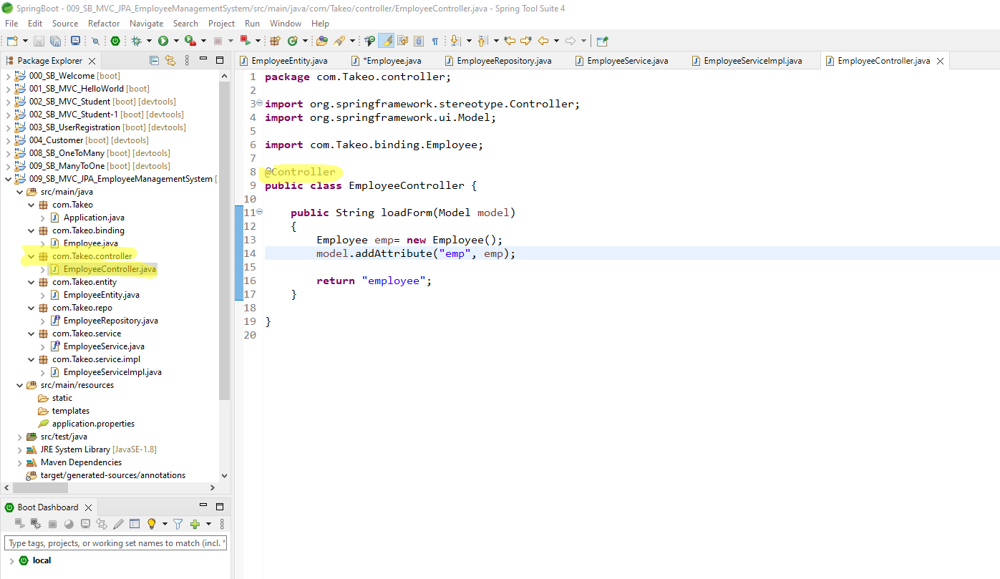 SpringBoot - 009_SB_MVC_JPA_EmployeeManagementSystem/src/main/java/com/Takeo/controller/EmployeeController.java - Spring Tool Suite 4
File Edit Source Refactor Navigate Search Project Run Window Help
Package Explorer
000_SB_Welcome [boot]
001_SB_MVC_HelloWorld [boot]
002_SB_MVC_Student [boot] [devtools]
002_SB_MVC_Student-1 [boot] [devtools]
003_SB_UserRegistration [boot] [devtools]
004_Customer [boot] [devtools]
008_SB_OneToMany [boot] [devtools]
009_SB_ManyToOne [boot] [devtools]
009_SB_MVC_JPA_EmployeeManagementSystem [
src/main/java
com.Takeo
Application.java
com.Takeo.binding
Employee.java
com.Takeo.controller
EmployeeController.java
com.Takeo.entity
EmployeeEntity.java
com.Takeo.repo
EmployeeRepository.java
com.Takeo.service
EmployeeService.java
com.Takeo.service.impl
EmployeeServiceImpl.java
src/main/resources
static
templates
application.properties
src/test/java
JRE System Library [JavaSE-1.8]
Maven Dependencies
target/generated-sources/annotations
Boot Dashboard
Type tags, projects, or working set names to match (incl. *
local
EmployeeEntity.java *Employee.java EmployeeRepository.java EmployeeService.java EmployeeServiceImpl.java EmployeeController.java
1 package com.Takeo.controller;
2
3 import org.springframework.stereotype.Controller;
4 import org.springframework.ui.Model;
5
6 import com.Takeo.binding.Employee;
7
8 @Controller
9 public class EmployeeController {
10
11 public String loadForm(Model model)
12 {
13 Employee emp= new Employee();
14 model.addAttribute("emp", emp);
15
16 return "employee";
17 }
18
19 }
20